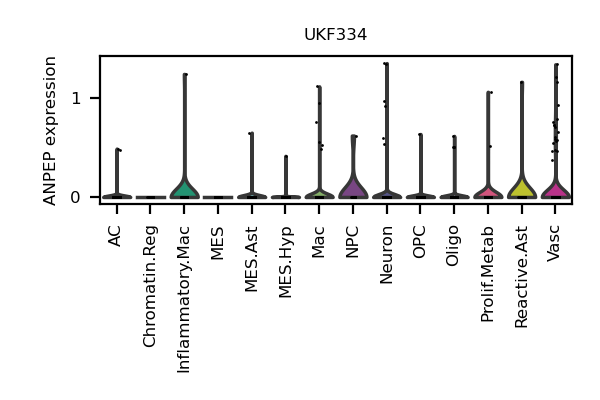 UKF334
ANPEP expression
1
0
AC
Chromatin.Reg
Inflammatory.Mac
MES
MES.Ast
MES.Hyp
Mac
NPC
Neuron
OPC
Oligo
Prolif.Metab
Reactive.Ast
Vasc